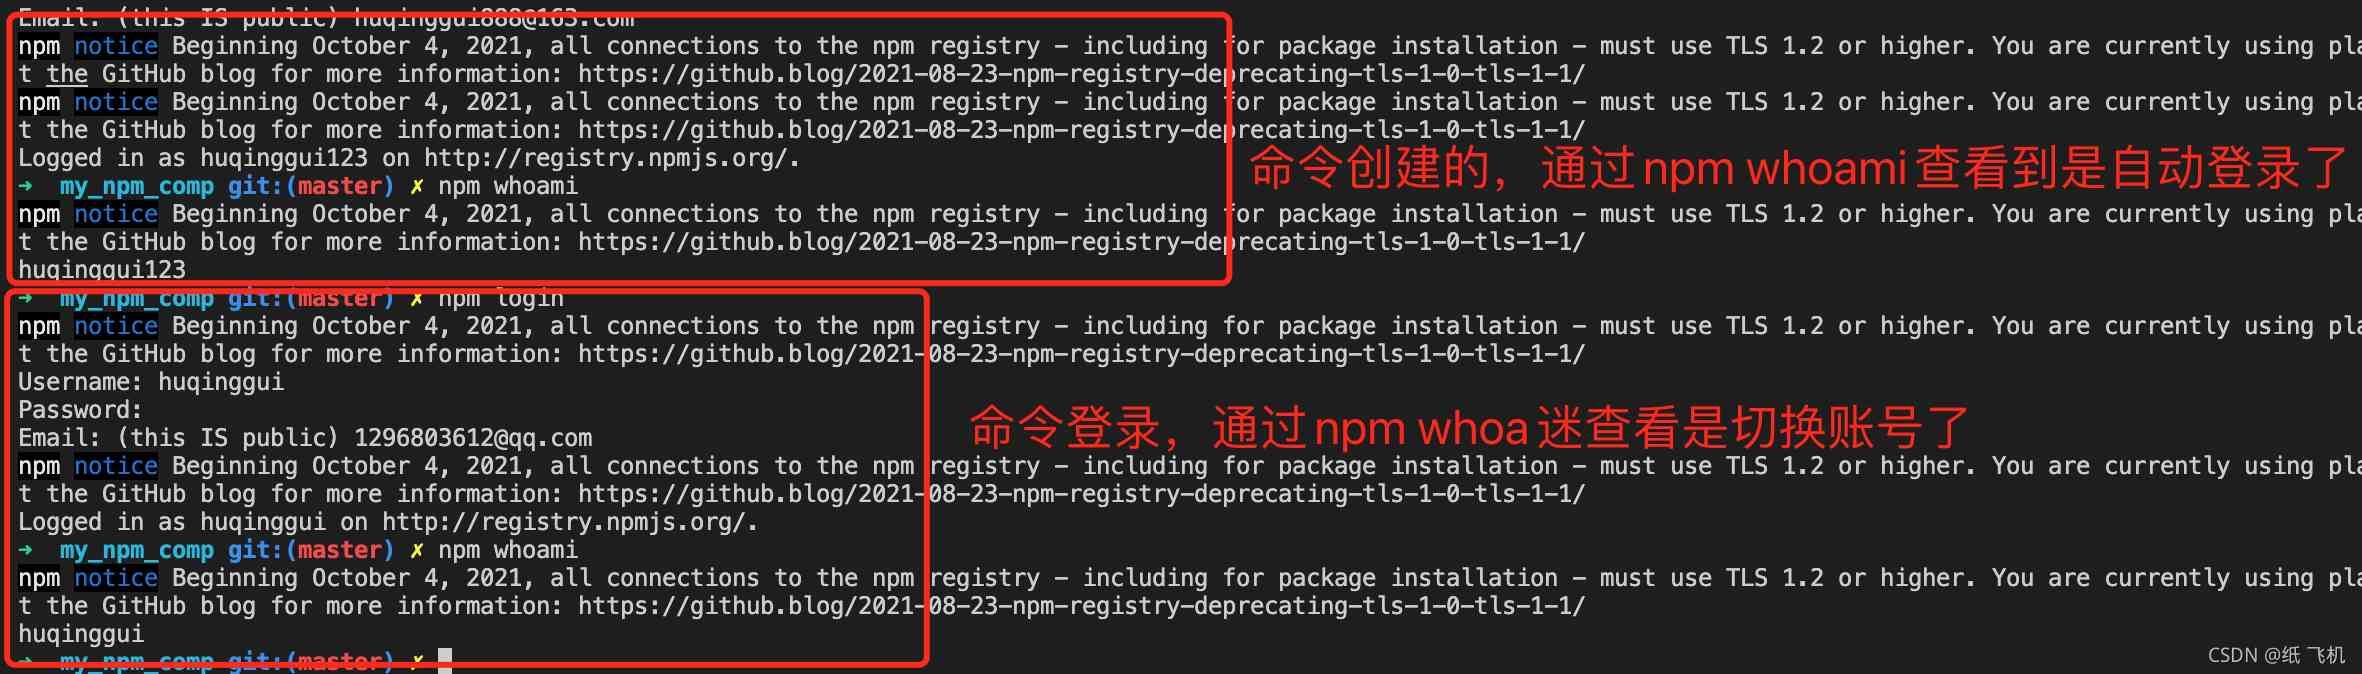 Email: (this IS public) huqinggui888@163.com
npm notice Beginning October 4, 2021, all connections to the npm registry - including for package installation - must use TLS 1.2 or higher. You are currently using pla
t the GitHub blog for more information: https://github.blog/2021-08-23-npm-registry-deprecating-tls-1-0-tls-1-1/
npm notice Beginning October 4, 2021, all connections to the npm registry - including for package installation - must use TLS 1.2 or higher. You are currently using pla
t the GitHub blog for more information: https://github.blog/2021-08-23-npm-registry-deprecating-tls-1-0-tls-1-1/
Logged in as huqinggui123 on http://registry.npmjs.org/.
命令创建的，通过npm whoami查看到是自动登录了
➜ my_npm_comp git:(master) ✗ npm whoami
npm notice Beginning October 4, 2021, all connections to the npm registry - including for package installation - must use TLS 1.2 or higher. You are currently using pla
t the GitHub blog for more information: https://github.blog/2021-08-23-npm-registry-deprecating-tls-1-0-tls-1-1/
huqinggui123
➜ my_npm_comp git:(master) ✗ npm login
npm notice Beginning October 4, 2021, all connections to the npm registry - including for package installation - must use TLS 1.2 or higher. You are currently using pla
t the GitHub blog for more information: https://github.blog/2021-08-23-npm-registry-deprecating-tls-1-0-tls-1-1/
Username: huqinggui
Password:
命令登录，通过npm whoa迷查看是切换账号了
Email: (this IS public) 1296803612@qq.com
npm notice Beginning October 4, 2021, all connections to the npm registry - including for package installation - must use TLS 1.2 or higher. You are currently using pla
t the GitHub blog for more information: https://github.blog/2021-08-23-npm-registry-deprecating-tls-1-0-tls-1-1/
Logged in as huqinggui on http://registry.npmjs.org/.
➜ my_npm_comp git:(master) ✗ npm whoami
npm notice Beginning October 4, 2021, all connections to the npm registry - including for package installation - must use TLS 1.2 or higher. You are currently using pla
t the GitHub blog for more information: https://github.blog/2021-08-23-npm-registry-deprecating-tls-1-0-tls-1-1/
huqinggui
➜ my_npm_comp git:(master) ✗
CSDN @纸 飞机